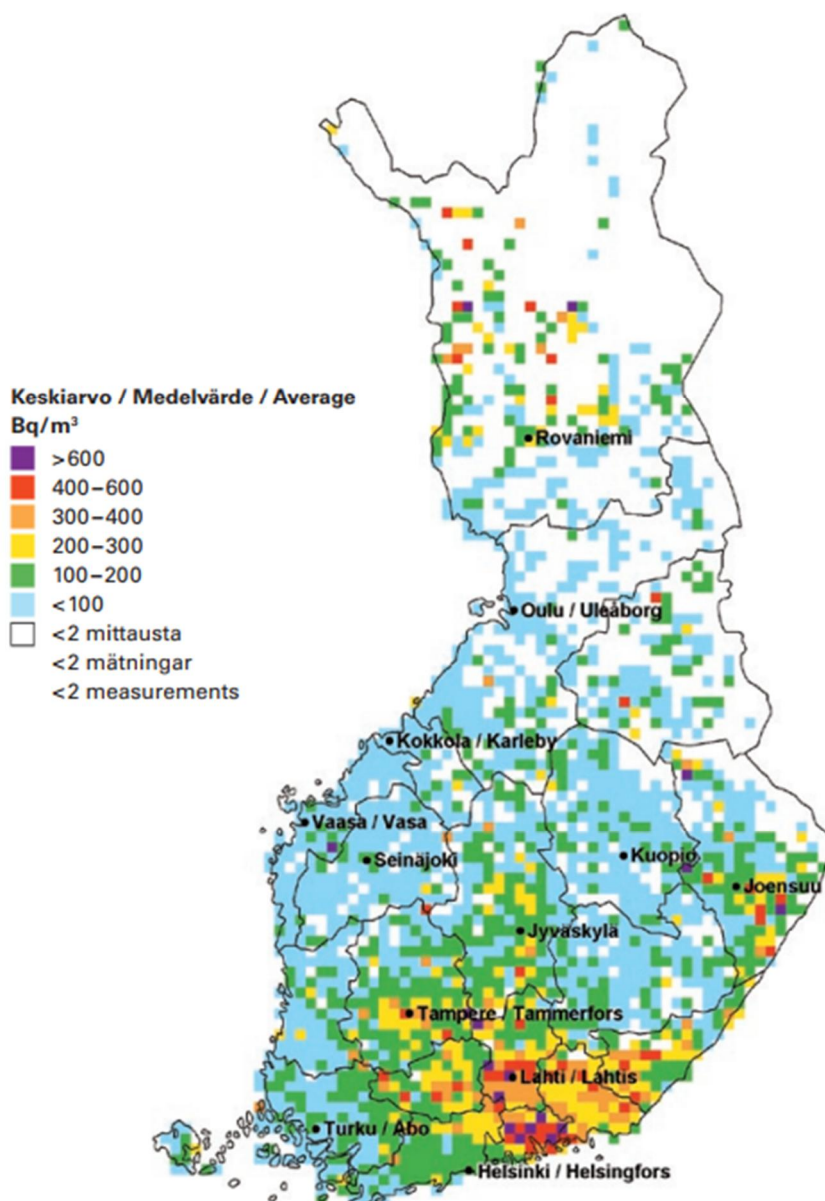 Keskiarvo / Medelvärde / Average
Bq/m³
>600
400–600
300–400
200–300
100–200
<100
<2 mittausta
<2 mätningar
<2 measurements
Rovaniemi
Oulu / Uleåborg
Kokkola / Karleby
Vaasa / Vasa
Seinäjoki
Kuopio
Joensuu
Jyväskylä
Tampere / Tammerfors
Lahti / Lahtis
Turku / Åbo
Helsinki / Helsingfors